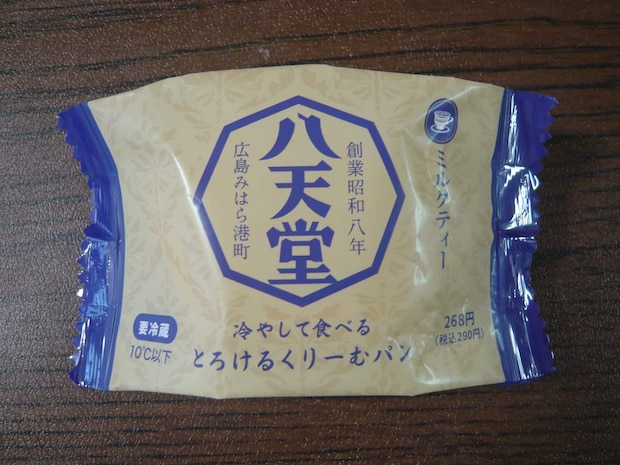 八天堂
創業昭和八年
広島みはら港町
ミルクティー
冷やして食べる
とろけるくりーむパン
要冷蔵
10℃以下
268円
(税込290円)